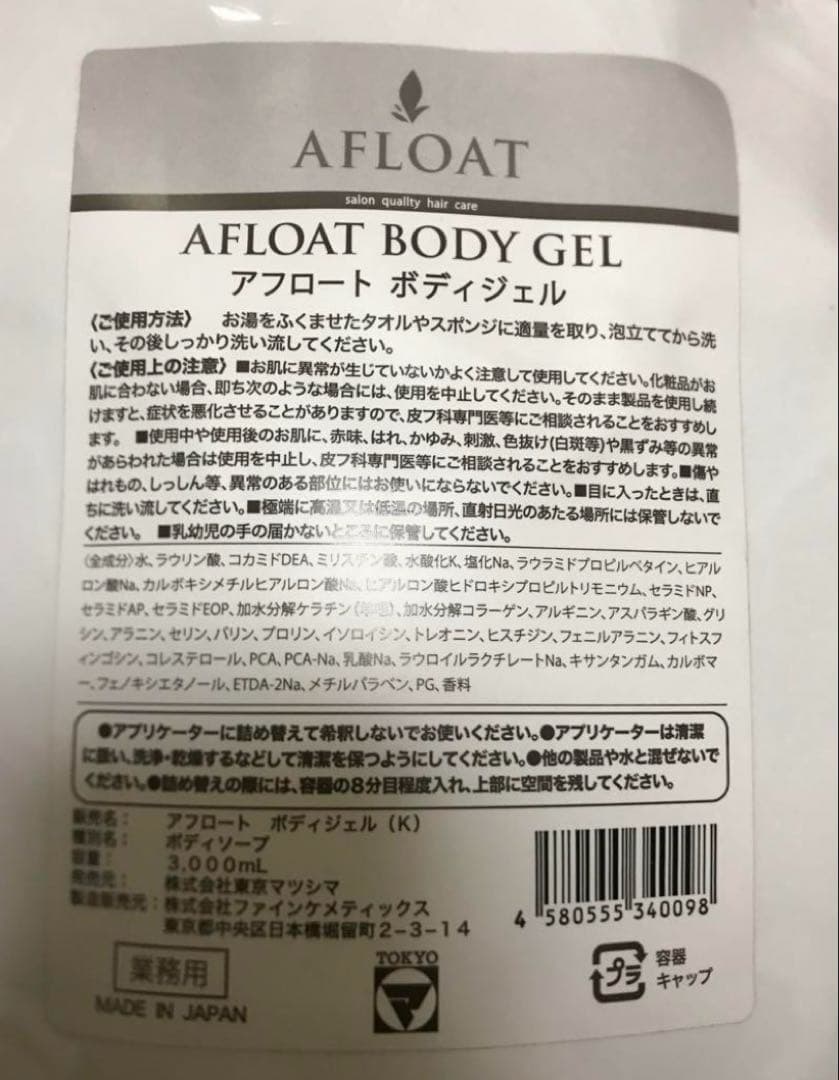 AFLOAT
salon quality hair care
AFLOAT BODY GEL
アフロート ボディジェル
〈ご使用方法〉 お湯をふくませたタオルやスポンジに適量を取り、泡立ててから洗
い、その後しっかり洗い流してください。
〈ご使用上の注意〉■お肌に異常が生じていないかよく注意して使用してください。化粧品がお
肌に合わない場合、即ち次のような場合には、使用を中止してください。そのまま製品を使用し続
けますと、症状を悪化させることがありますので、皮フ科専門医等にご相談されることをおすすめし
ます。 ■使用中や使用後のお肌に、赤味、はれ、かゆみ、刺激、色抜け(白斑等)や黒ずみ等の異常
があらわれた場合は使用を中止し、皮フ科専門医等にご相談されることをおすすめします。■傷や
はれもの、しっしん等、異常のある部位にはお使いにならないでください。■目に入ったときは、直
ちに洗い流してください。■極端に高温又は低温の場所、直射日光のあたる場所には保管しないで
ください。 ■乳幼児の手の届かないところに保管してください。
〈全成分〉水、ラウリン酸、コカミドDEA、ミリスチン酸、水酸化K、塩化Na、ラウラミドプロピルベタイン、ヒアル
ロン酸Na、カルボキシメチルヒアルロン酸Na、ヒアルロン酸ヒドロキシプロピルトリモニウム、セラミドNP、
セラミドAP、セラミドEOP、加水分解ケラチン 、加水分解コラーゲン、アルギニン、アスパラギン酸、グリ
シン、アラニン、セリン、バリン、プロリン、イソロイシン、トレオニン、ヒスチジン、フェニルアラニン、フィトスフ
ィンゴシン、コレステロール、PCA、PCA-Na、乳酸Na、ラウロイルラクチレートNa、キサンタンガム、カルボマ
ー、フェノキシエタノール、ETDA-2Na、メチルパラベン、PG、香料
●アプリケーターに詰め替えて希釈しないでお使いください。●アプリケーターは清潔
に扱い、洗浄・乾燥するなどして清潔を保つようにしてください。●他の製品や水と混ぜないで
ください。●詰め替えの際には、容器の8分目程度入れ、上部に空間を残してください。
販売名： アフロート ボディジェル（K）
種別名： ボディソープ
容量： 3,000mL
発売元： 株式会社東京マツシマ
製造販売元：株式会社ファインケメティックス
東京都中央区日本橋堀留町2-3-14
4 580555 340098
業務用
MADE IN JAPAN
TOKYO
プラ
容器
キャップ